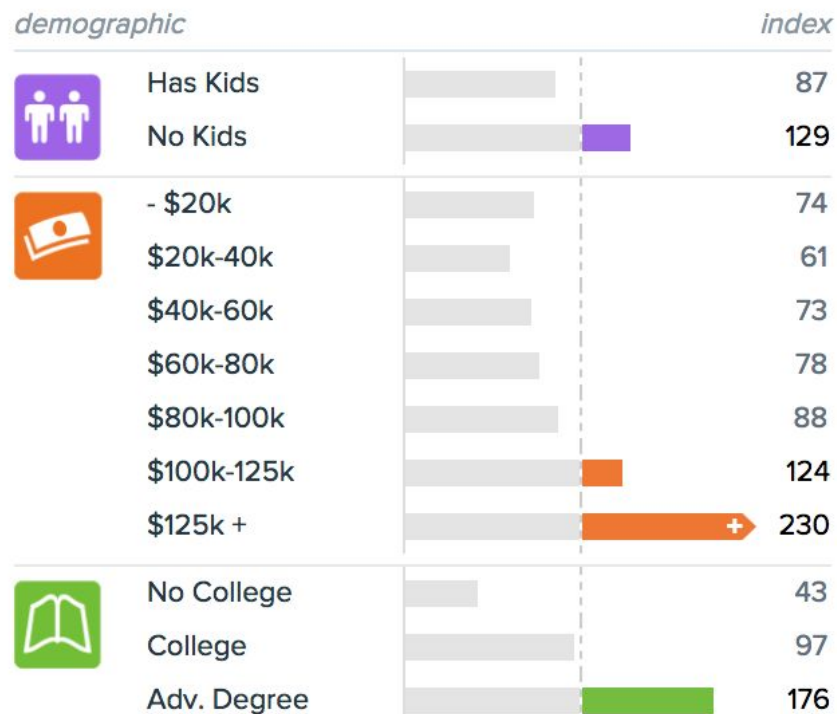 demographic index
Has Kids 87
No Kids 129
- $20k 74
$20k-40k 61
$40k-60k 73
$60k-80k 78
$80k-100k 88
$100k-125k 124
$125k + + 230
No College 43
College 97
Adv. Degree 176